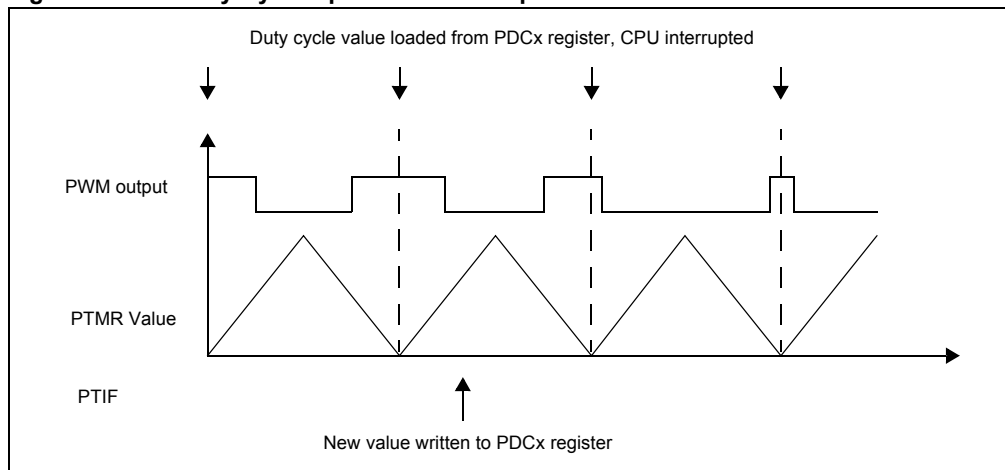 Duty cycle value loaded from PDCx register, CPU interrupted
PWM output
PTMR Value
PTIF
New value written to PDCx register